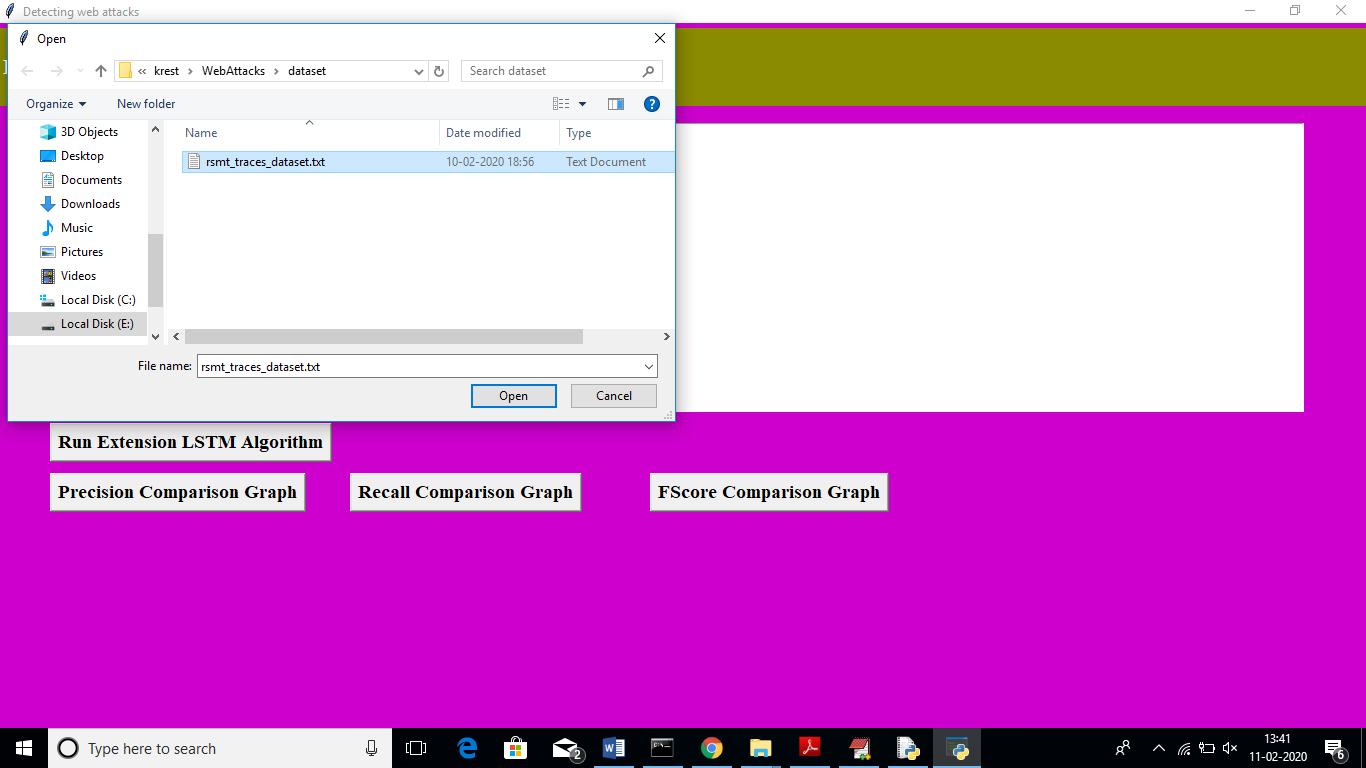 Detecting web attacks
Open
« krest › WebAttacks › dataset
Search dataset
Organize
New folder
Name
Date modified
Type
3D Objects
rsmt_traces_dataset.txt
10-02-2020 18:56
Text Document
Desktop
Documents
Downloads
Music
Pictures
Videos
Local Disk (C:)
Local Disk (E:)
File name:
rsmt_traces_dataset.txt
Open
Cancel
Run Extension LSTM Algorithm
Precision Comparison Graph
Recall Comparison Graph
FScore Comparison Graph
Type here to search
2
13:41
11-02-2020
6